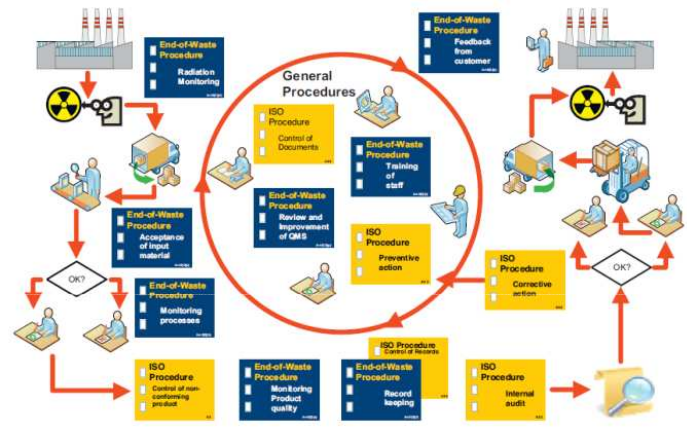 End-of-Waste
Procedure
Radiation
Monitoring
General
Procedures
End-of-Waste
Procedure
Feedback
from
customer
ISO
Procedure
Control of
Documents
End-of-Waste
Procedure
Training
of
staff
End-of-Waste
Procedure
Acceptance
of input
material
End-of-Waste
Procedure
Review and
Improvement
of QMS
ISO
Procedure
Preventive
action
ISO
Procedure
Corrective
action
OK?
OK?
End-of-Waste
Procedure
Monitoring
processes
ISO
Procedure
Control of non-
conforming
product
End-of-Waste
Procedure
Monitoring
Product
quality
ISO Procedure
Control of Records
End-of-Waste
Procedure
Record
keeping
ISO
Procedure
Internal
audit